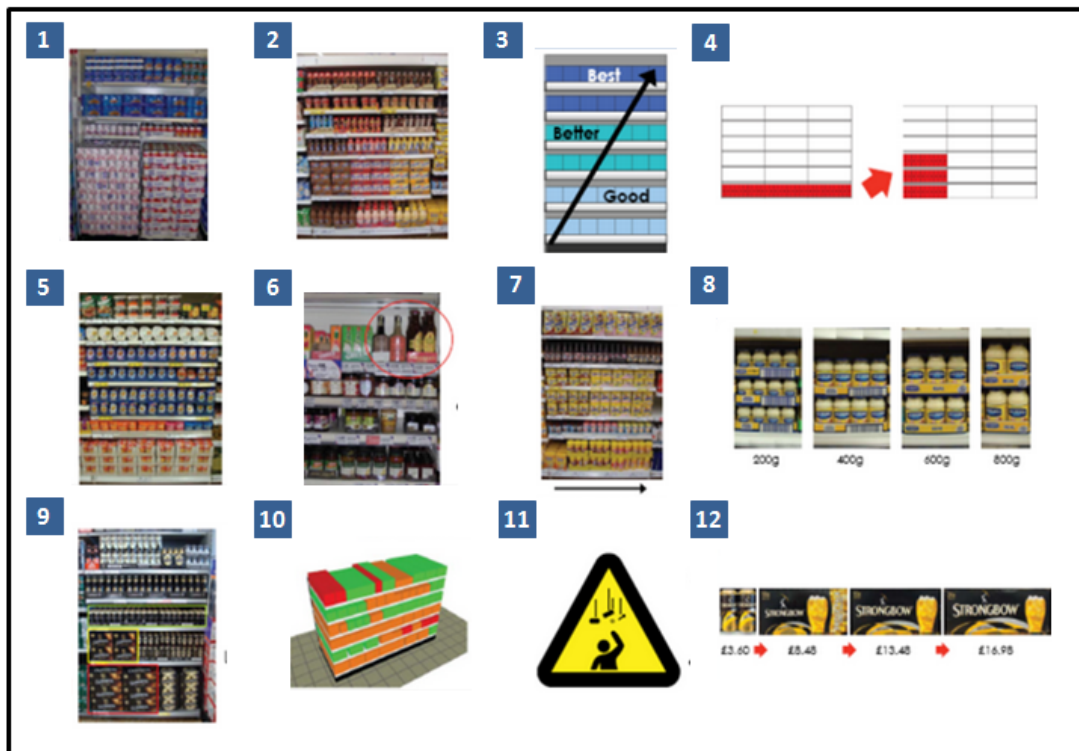 1
2
3
4
Best
Better
Good
5
6
7
8
200g
400g
600g
800g
9
10
11
12
STRONGBOW
STRONGBOW
STRONGBOW
£3.60
£8.48
£13.48
£16.98